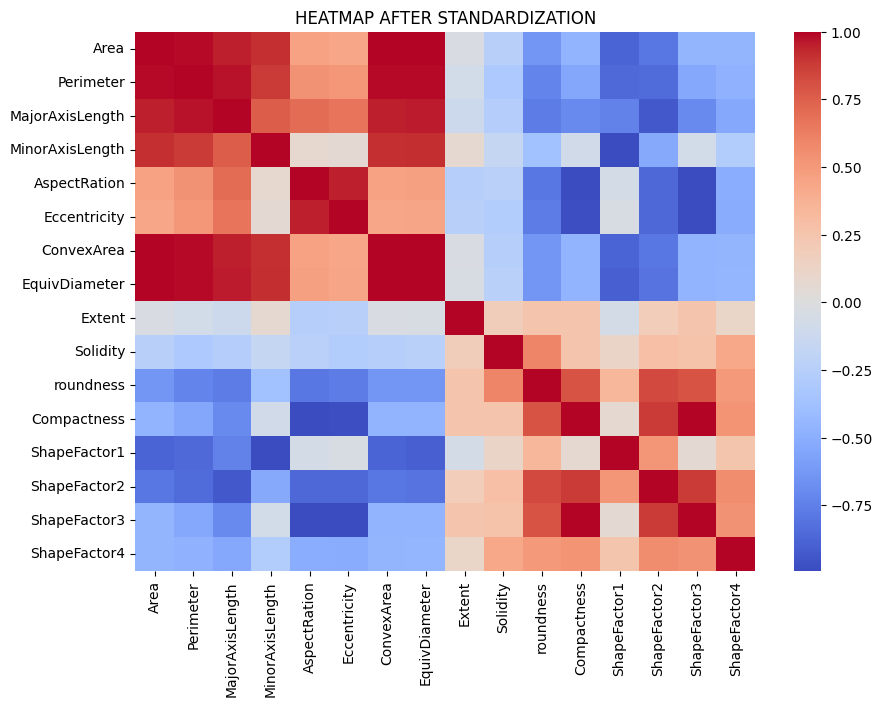 HEATMAP AFTER STANDARDIZATION
Area
Perimeter
MajorAxisLength
MinorAxisLength
AspectRation
Eccentricity
ConvexArea
EquivDiameter
Extent
Solidity
roundness
Compactness
ShapeFactor1
ShapeFactor2
ShapeFactor3
ShapeFactor4
Area
Perimeter
MajorAxisLength
MinorAxisLength
AspectRation
Eccentricity
ConvexArea
EquivDiameter
Extent
Solidity
roundness
Compactness
ShapeFactor1
ShapeFactor2
ShapeFactor3
ShapeFactor4
1.00
0.75
0.50
0.25
0.00
−0.25
−0.50
−0.75